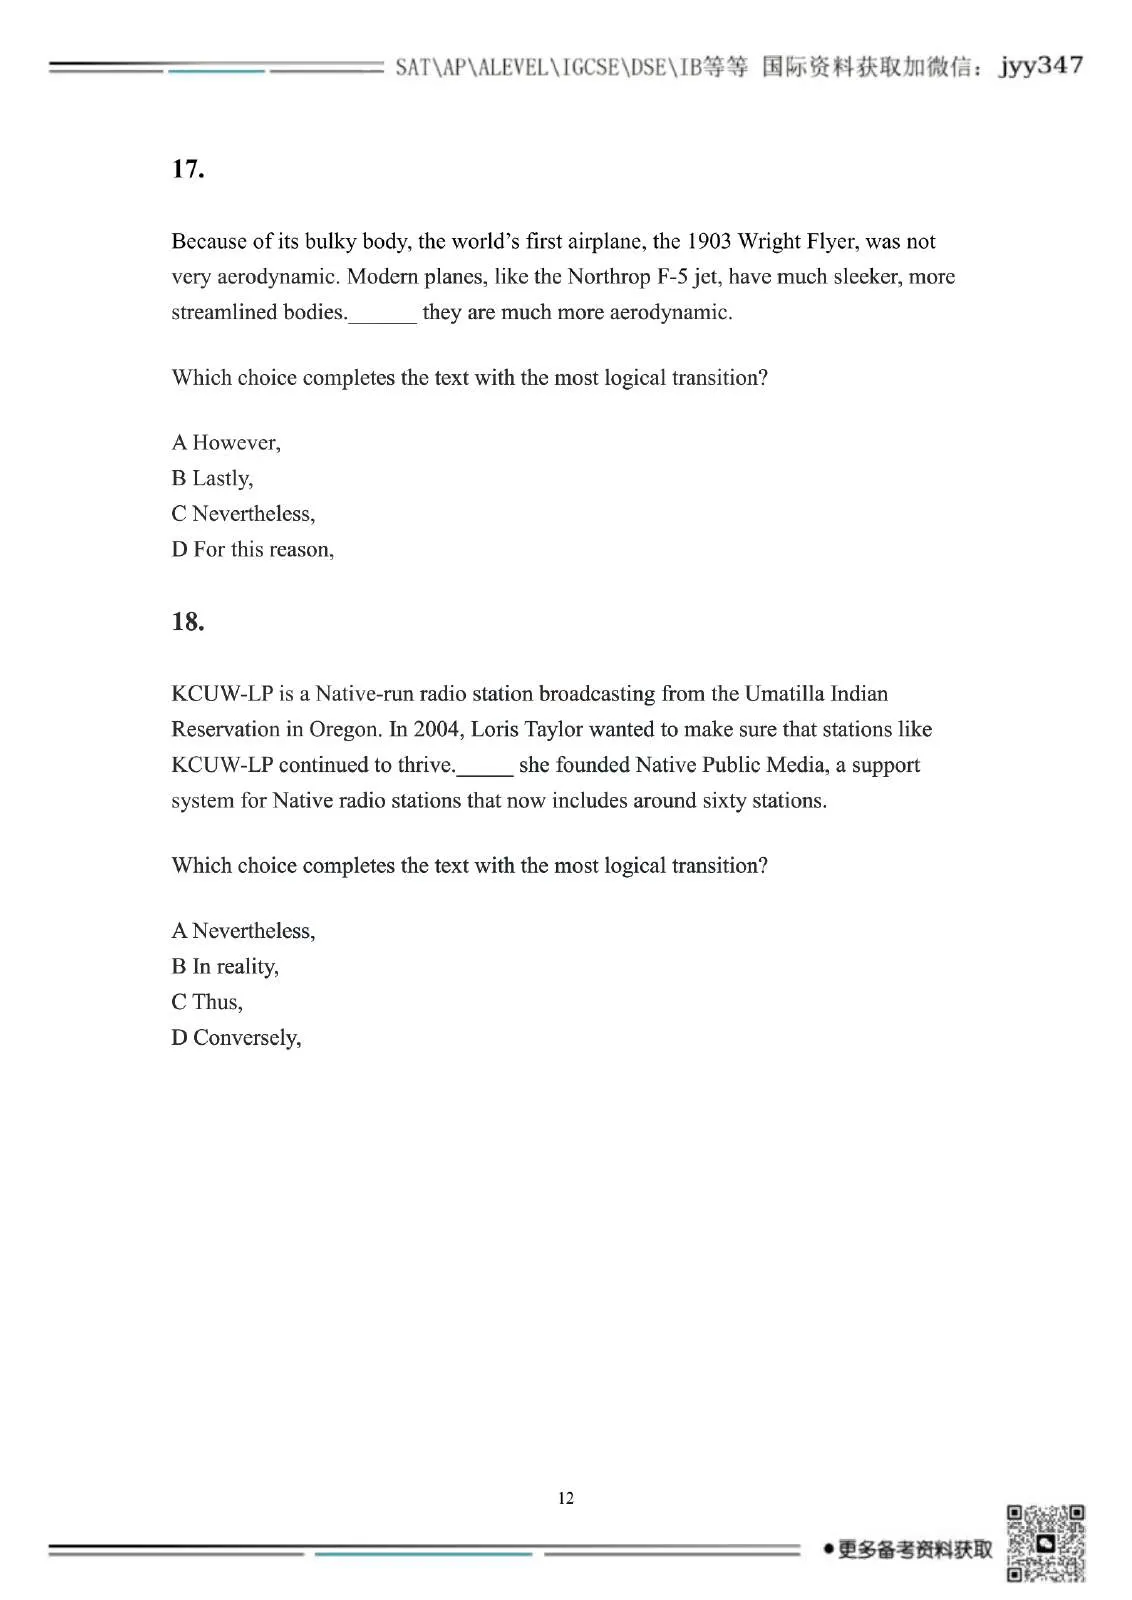 SAT\AP\ALEVEL\IGCSE\DSE\IB等等 国际资料获取加微信：jyy347
17.
Because of its bulky body, the world’s first airplane, the 1903 Wright Flyer, was not
very aerodynamic. Modern planes, like the Northrop F-5 jet, have much sleeker, more
streamlined bodies.______ they are much more aerodynamic.
Which choice completes the text with the most logical transition?
A However,
B Lastly,
C Nevertheless,
D For this reason,
18.
KCUW-LP is a Native-run radio station broadcasting from the Umatilla Indian
Reservation in Oregon. In 2004, Loris Taylor wanted to make sure that stations like
KCUW-LP continued to thrive._____ she founded Native Public Media, a support
system for Native radio stations that now includes around sixty stations.
Which choice completes the text with the most logical transition?
A Nevertheless,
B In reality,
C Thus,
D Conversely,
12
●更多备考资料获取